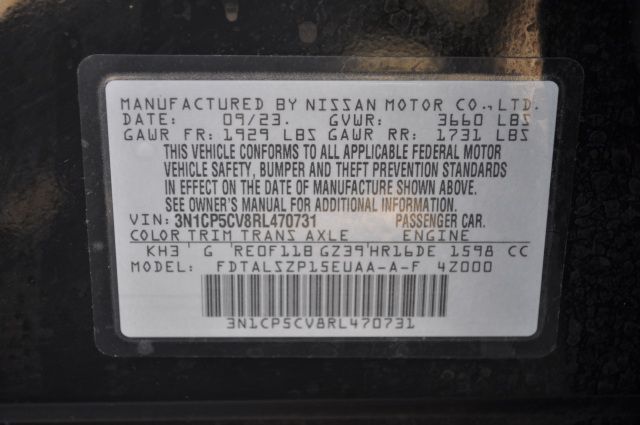 MANUFACTURED BY NISSAN MOTOR CO., LTD.
DATE: 09/23. GVWR: 3660 LBS
GAWR FR: 1929 LBS GAWR RR: 1731 LBS
THIS VEHICLE CONFORMS TO ALL APPLICABLE FEDERAL MOTOR
VEHICLE SAFETY, BUMPER AND THEFT PREVENTION STANDARDS
IN EFFECT ON THE DATE OF MANUFACTURE SHOWN ABOVE.
SEE OWNER'S MANUAL FOR ADDITIONAL INFORMATION.
VIN: 3N1CP5CV8RL470731 PASSENGER CAR.
COLOR TRIM TRANS AXLE ENGINE
KH3 G RE0F11B GZ39 HR16DE 1598 CC
MODEL: FDTALSZP15EUAA-A-F 4Z000
3N1CP5CV8RL470731